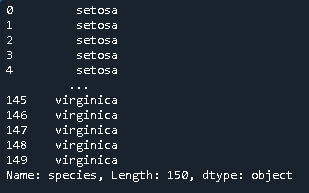 0         setosa
1         setosa
2         setosa
3         setosa
4         setosa
         ...
145    virginica
146    virginica
147    virginica
148    virginica
149    virginica
Name: species, Length: 150, dtype: object